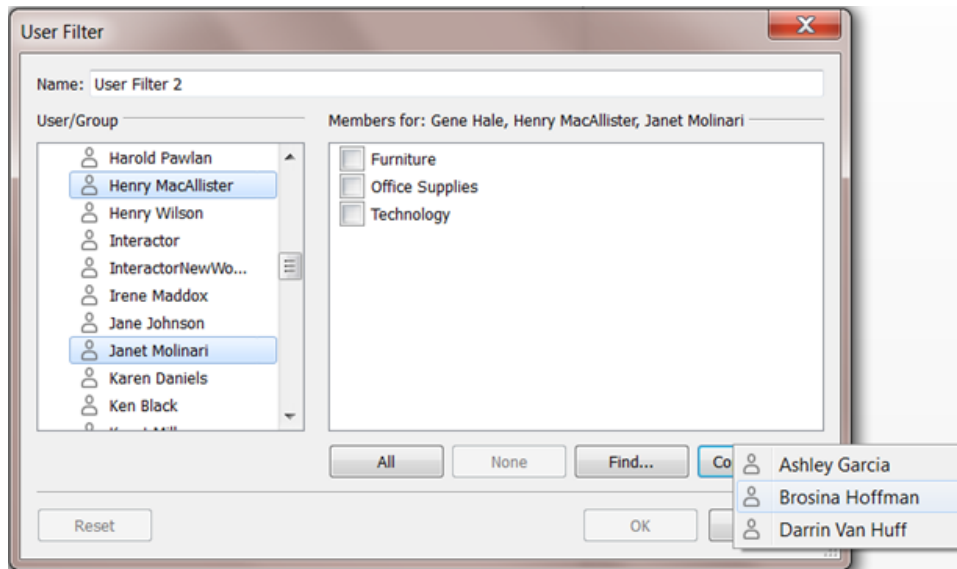 User Filter
Name: User Filter 2
User/Group
Members for: Gene Hale, Henry MacAllister, Janet Molinari
Harold Pawlan
Henry MacAllister
Henry Wilson
Interactor
InteractorNewWo...
Irene Maddox
Jane Johnson
Janet Molinari
Karen Daniels
Ken Black
Furniture
Office Supplies
Technology
All
None
Find...
Co
Ashley Garcia
Brosina Hoffman
Darrin Van Huff
Reset
OK